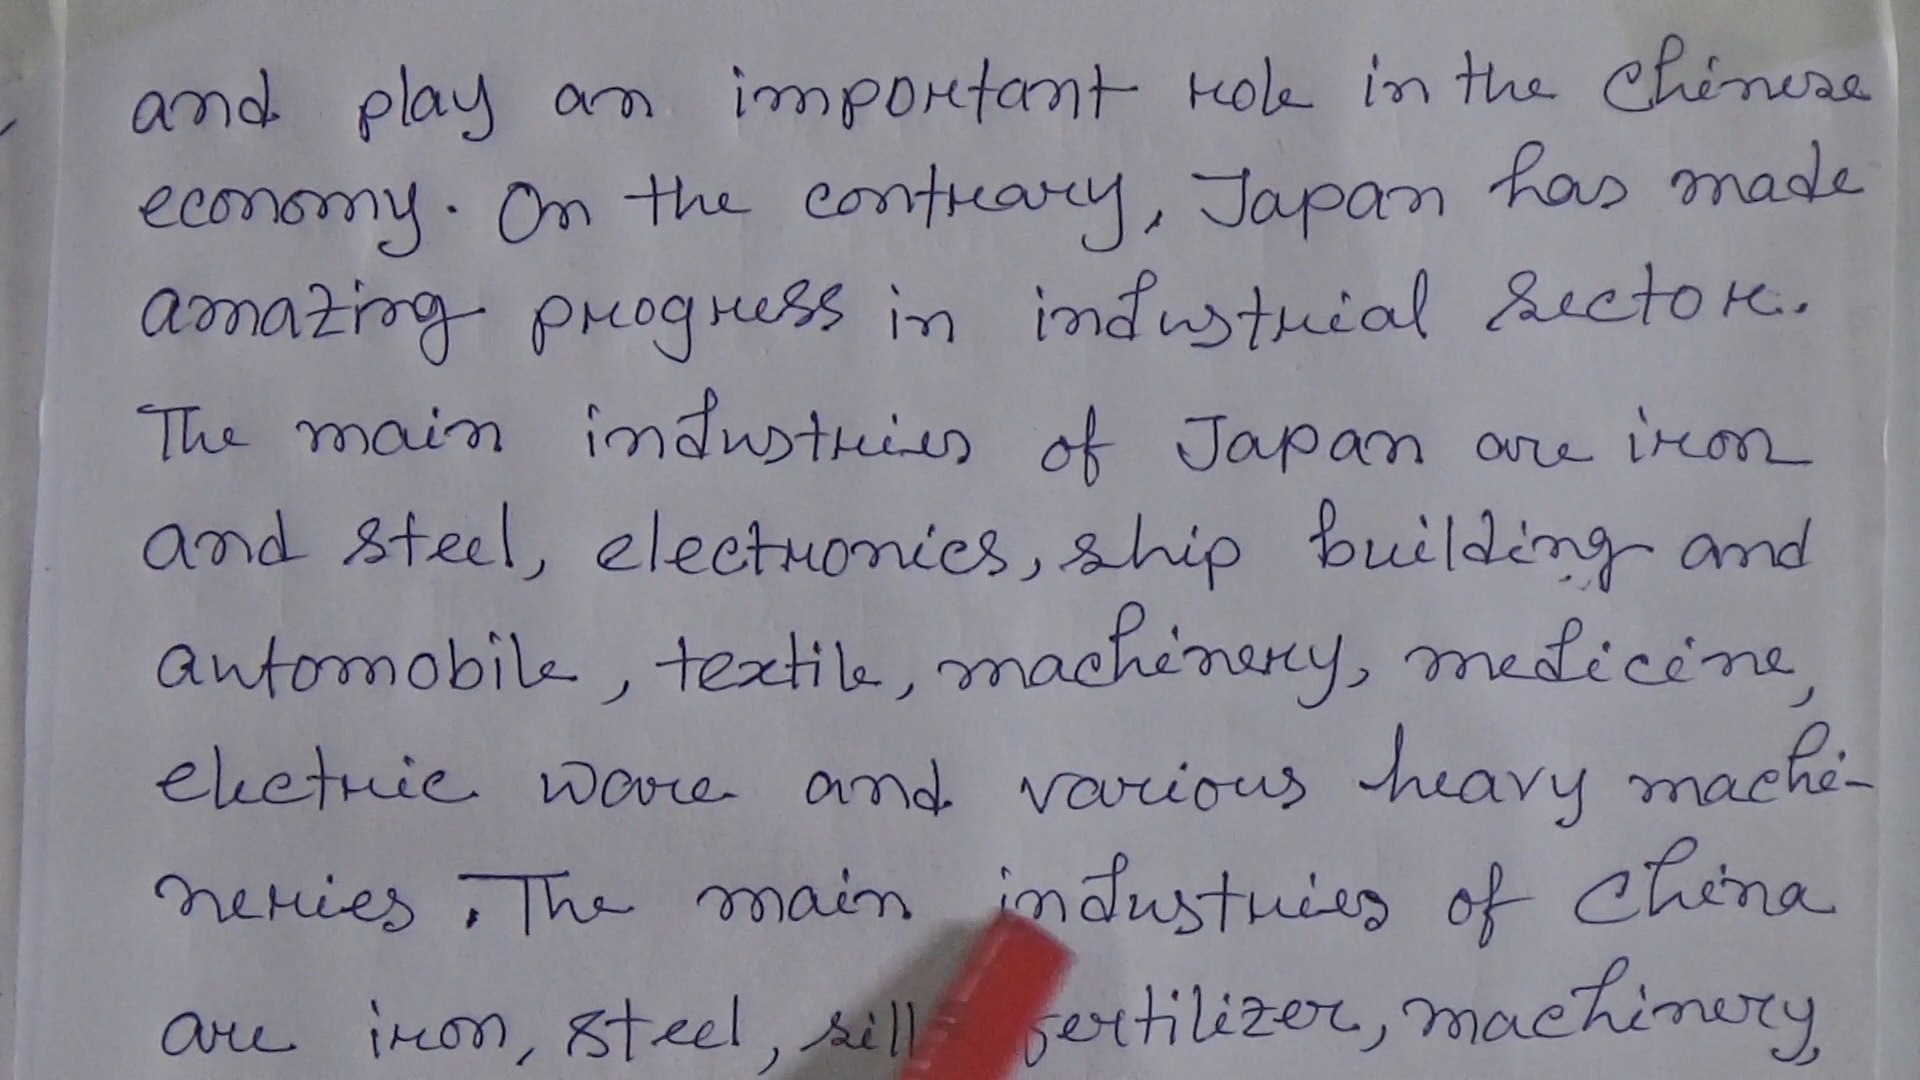 and play an important role in the Chinese
economy. On the contrary, Japan has made
amazing progress in industrial sector.
The main industries of Japan are iron
and steel, electronics, ship building and
automobile, textile, machinery, medicine,
electric ware and various heavy machi-
neries. The main industries of China
are iron, steel, fertilizer, machinery,